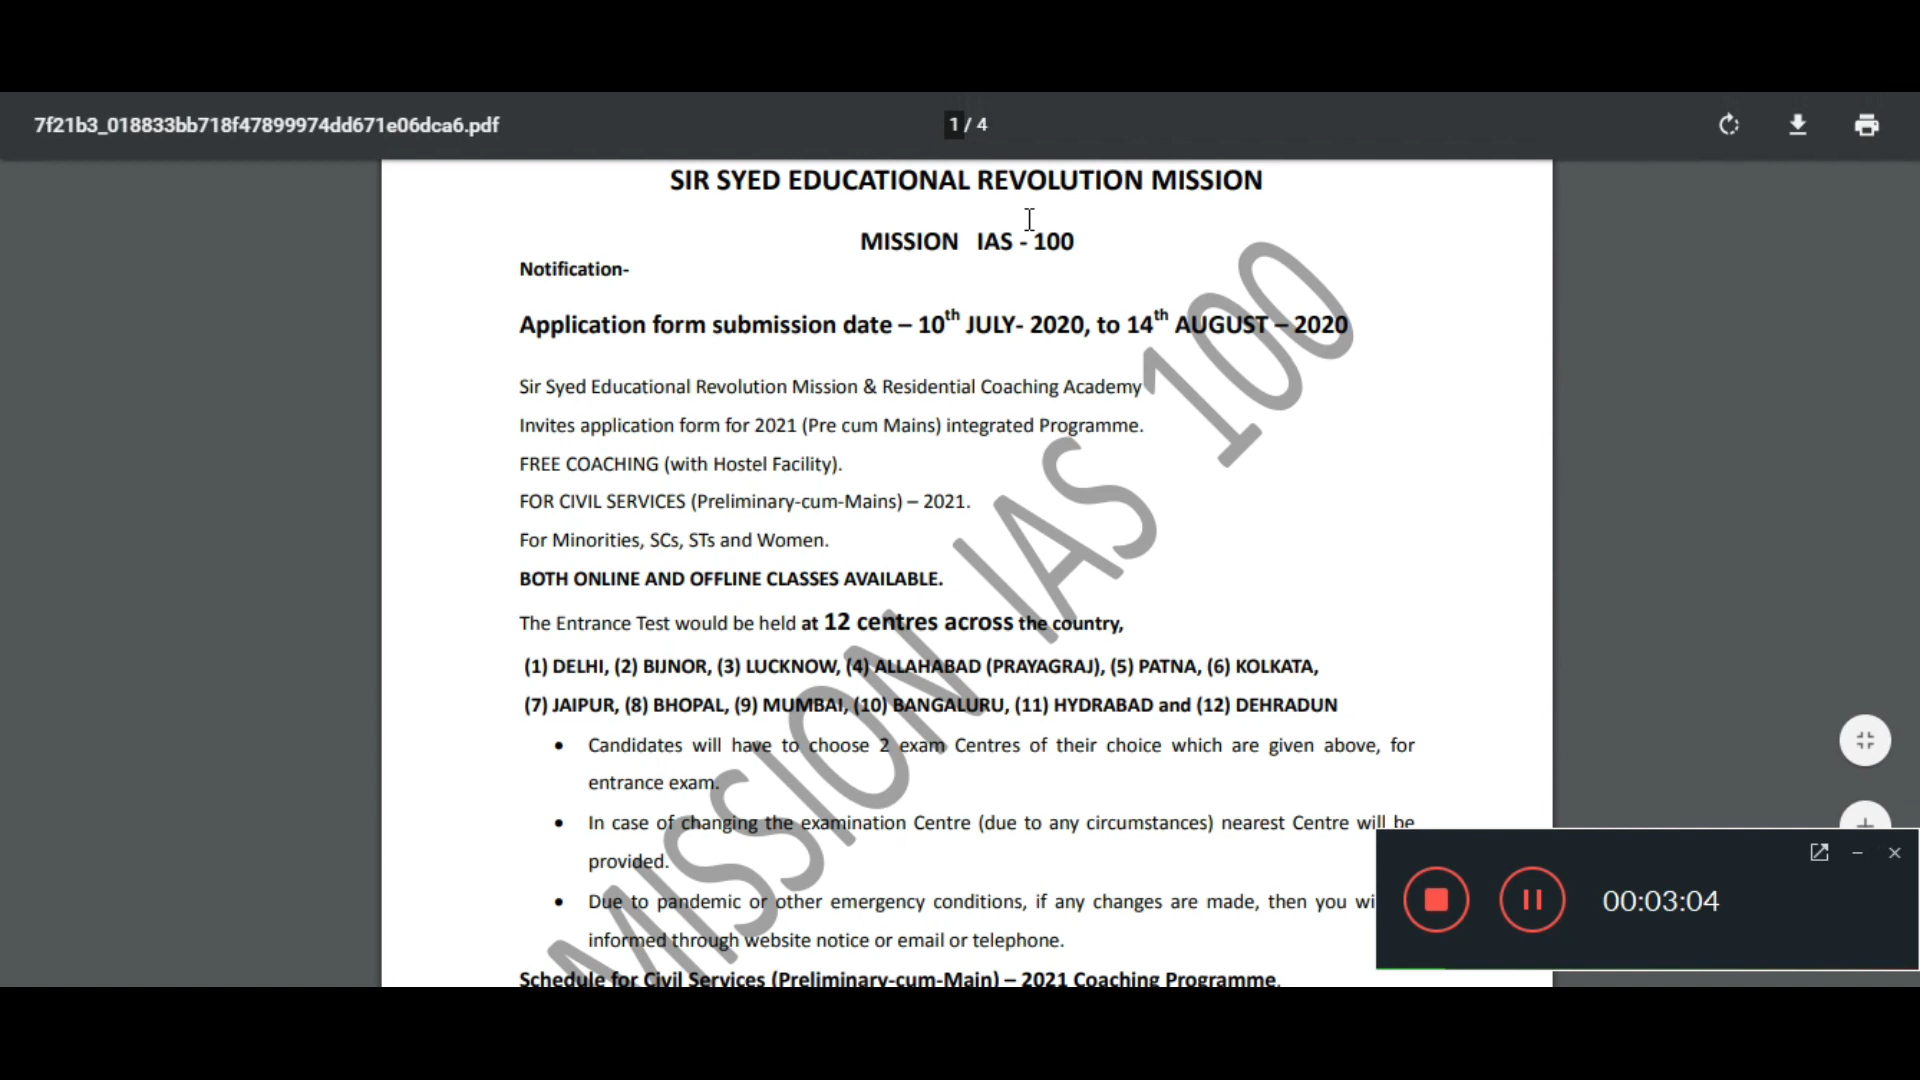 7f21b3_018833bb718f47899974dd671e06dca6.pdf
1 / 4
SIR SYED EDUCATIONAL REVOLUTION MISSION
MISSION IAS - 100
Notification-
Application form submission date – 10th JULY- 2020, to 14th AUGUST – 2020
Sir Syed Educational Revolution Mission & Residential Coaching Academy
Invites application form for 2021 (Pre cum Mains) integrated Programme.
FREE COACHING (with Hostel Facility).
FOR CIVIL SERVICES (Preliminary-cum-Mains) – 2021.
For Minorities, SCs, STs and Women.
BOTH ONLINE AND OFFLINE CLASSES AVAILABLE.
The Entrance Test would be held at 12 centres across the country,
(1) DELHI, (2) BIJNOR, (3) LUCKNOW, (4) ALLAHABAD (PRAYAGRAJ), (5) PATNA, (6) KOLKATA,
(7) JAIPUR, (8) BHOPAL, (9) MUMBAI, (10) BANGALURU, (11) HYDRABAD and (12) DEHRADUN
• Candidates will have to choose 2 exam Centres of their choice which are given above, for
entrance exam.
• In case of changing the examination Centre (due to any circumstances) nearest Centre will be
provided.
• Due to pandemic or other emergency conditions, if any changes are made, then you
informed through website notice or email or telephone.
Schedule for Civil Services (Preliminary-cum-Main) – 2021 Coaching Programme.
MISSION IAS 100
00:03:04